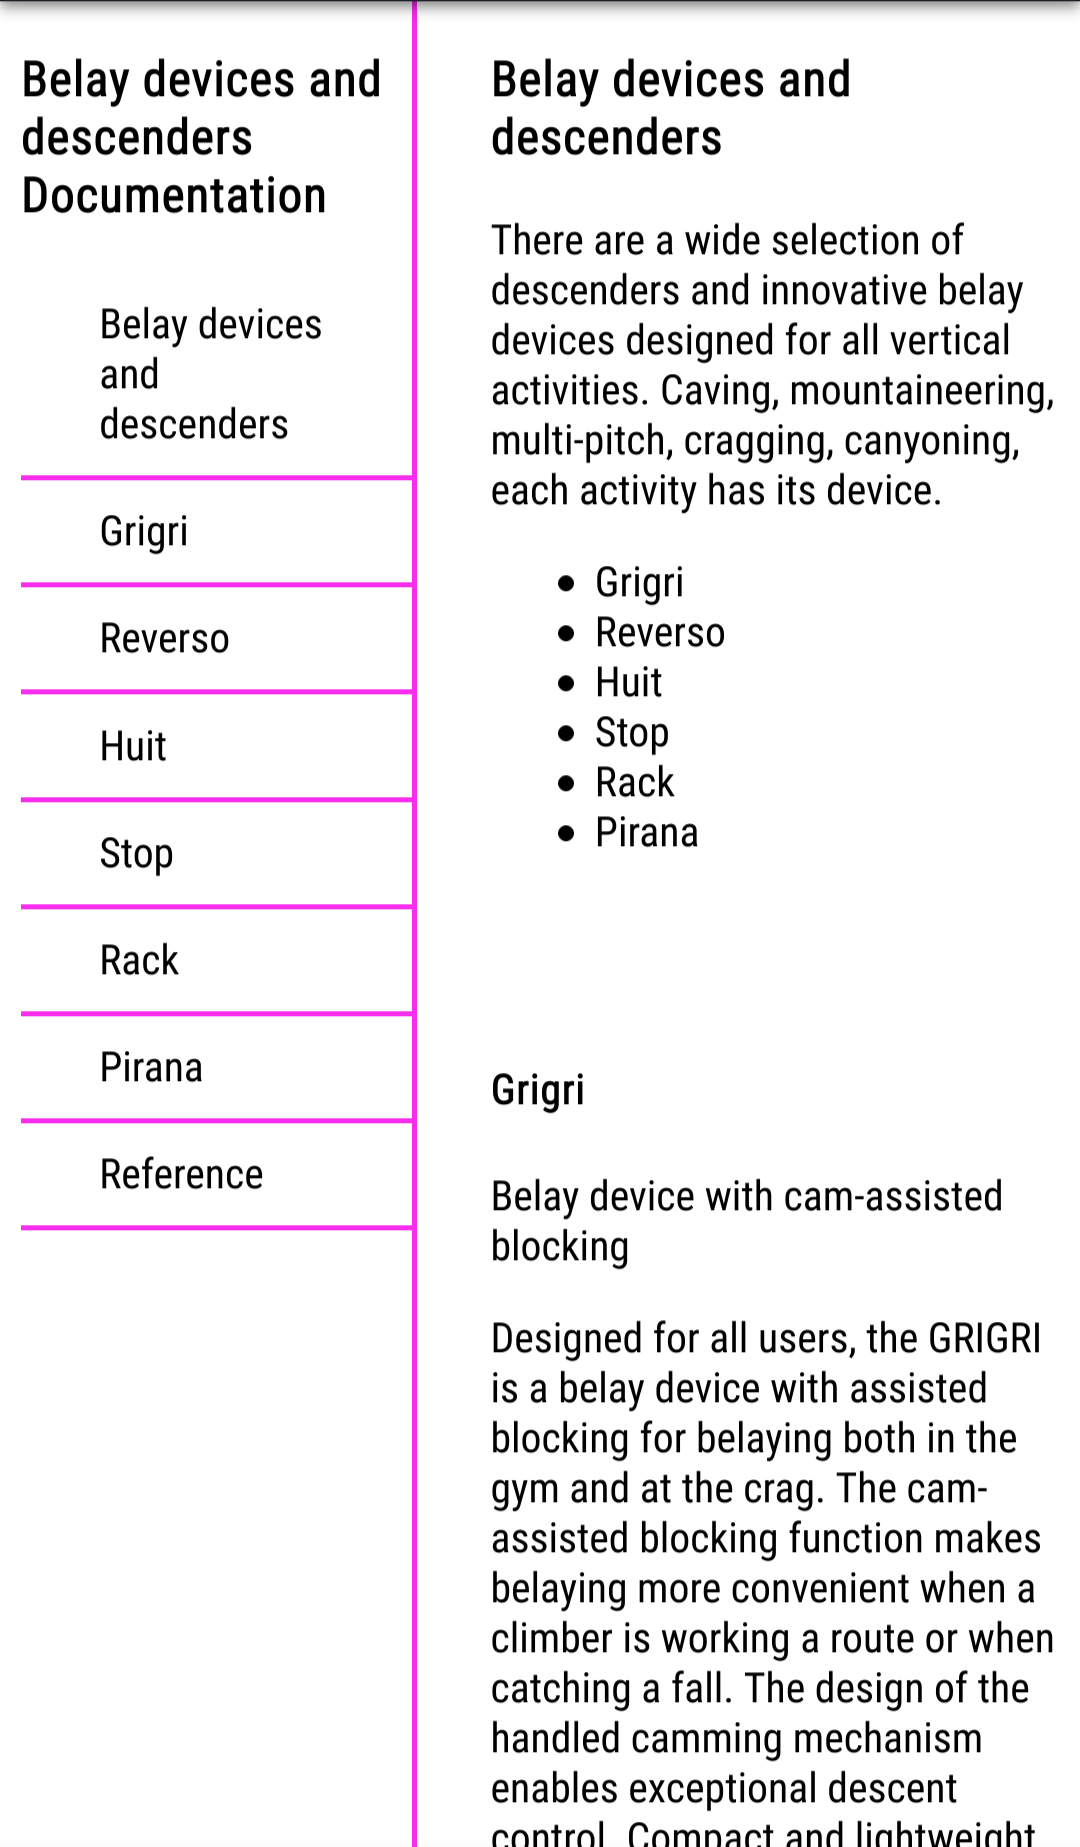 Belay devices and
descenders
Documentation
Belay devices
and
descenders
Grigri
Reverso
Huit
Stop
Rack
Pirana
Reference
Belay devices and
descenders
There are a wide selection of
descenders and innovative belay
devices designed for all vertical
activities. Caving, mountaineering,
multi-pitch, cragging, canyoning,
each activity has its device.
Grigri
Reverso
Huit
Stop
Rack
Pirana
Grigri
Belay device with cam-assisted
blocking
Designed for all users, the GRIGRI
is a belay device with assisted
blocking for belaying both in the
gym and at the crag. The cam-
assisted blocking function makes
belaying more convenient when a
climber is working a route or when
catching a fall. The design of the
handled camming mechanism
enables exceptional descent
control. Compact and lightweight